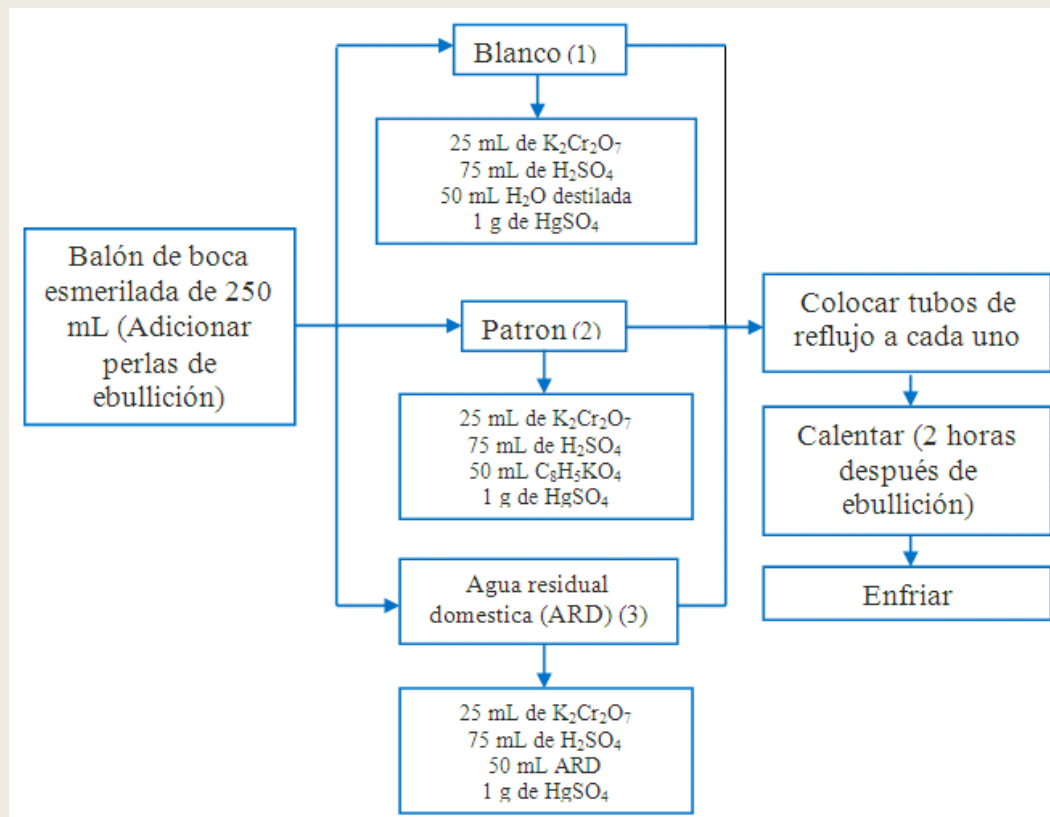 Balón de boca
esmerilada de 250
mL (Adicionar
perlas de
ebullición)
Blanco (1)
25 mL de K₂Cr₂O₇
75 mL de H₂SO₄
50 mL H₂O destilada
1 g de HgSO₄
Patron (2)
25 mL de K₂Cr₂O₇
75 mL de H₂SO₄
50 mL C₈H₅KO₄
1 g de HgSO₄
Agua residual
domestica (ARD) (3)
25 mL de K₂Cr₂O₇
75 mL de H₂SO₄
50 mL ARD
1 g de HgSO₄
Colocar tubos de
reflujo a cada uno
Calentar (2 horas
después de
ebullición)
Enfriar